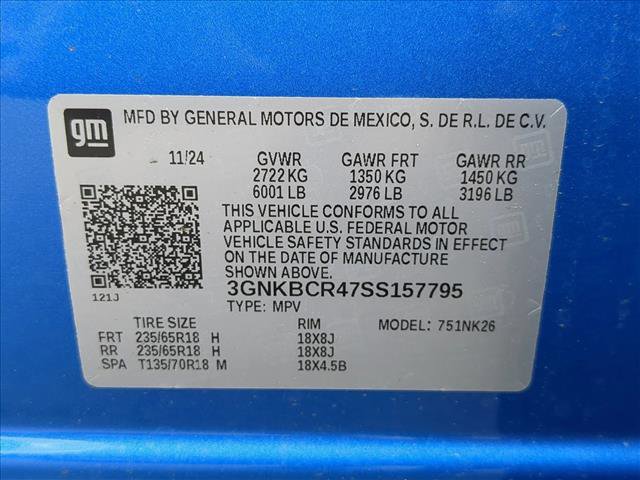 gm MFD BY GENERAL MOTORS DE MEXICO, S. DE R.L. DE C.V.
11/24 GVWR GAWR FRT GAWR RR
2722 KG 1350 KG 1450 KG
6001 LB 2976 LB 3196 LB
THIS VEHICLE CONFORMS TO ALL
APPLICABLE U.S. FEDERAL MOTOR
VEHICLE SAFETY STANDARDS IN EFFECT
ON THE DATE OF MANUFACTURE
SHOWN ABOVE
121J 3GNKBCR47SS157795
TYPE: MPV
TIRE SIZE RIM MODEL: 751NK26
FRT 235/65R18 H 18X8J
RR 235/65R18 H 18X8J
SPA T135/70R18 M 18X4.5B